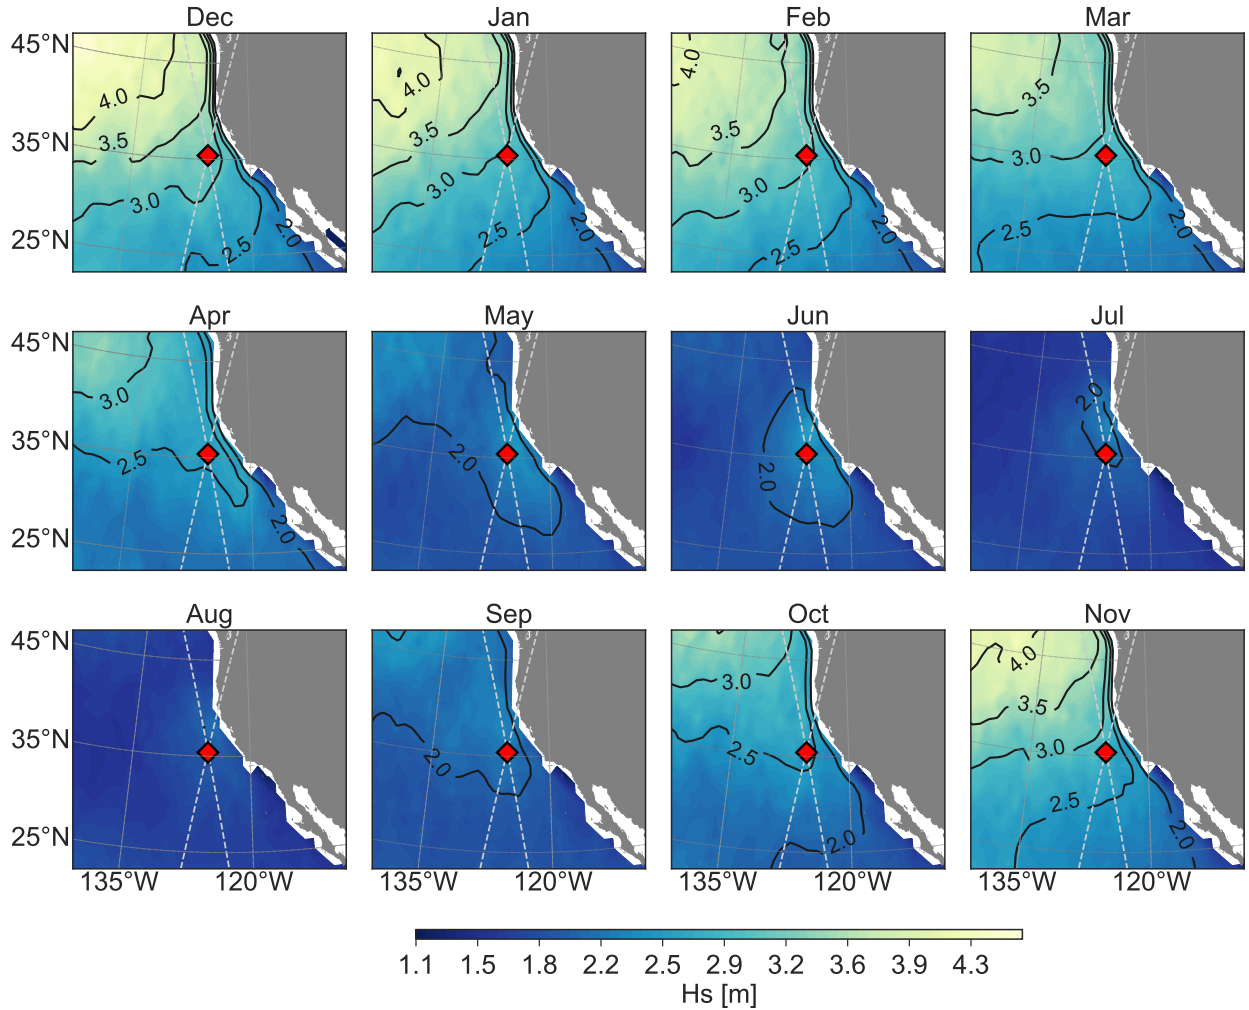 Dec Jan Feb Mar
45°N
4.0 4.0 4.0 3.5
35°N
3.5 3.5 3.5 3.0
3.0 3.0 3.0
25°N
2.5 2.0 2.5 2.0 2.5 2.0 2.5 2.0
Apr May Jun Jul
45°N
3.0 2.0
35°N
2.5 2.0 2.0
25°N
2.0
Aug Sep Oct Nov
45°N
3.0 4.0
3.5
35°N
2.0 2.5 3.0
2.5
25°N
2.0 2.0
135°W 120°W 135°W 120°W 135°W 120°W 135°W 120°W
1.1 1.5 1.8 2.2 2.5 2.9 3.2 3.6 3.9 4.3
Hs [m]